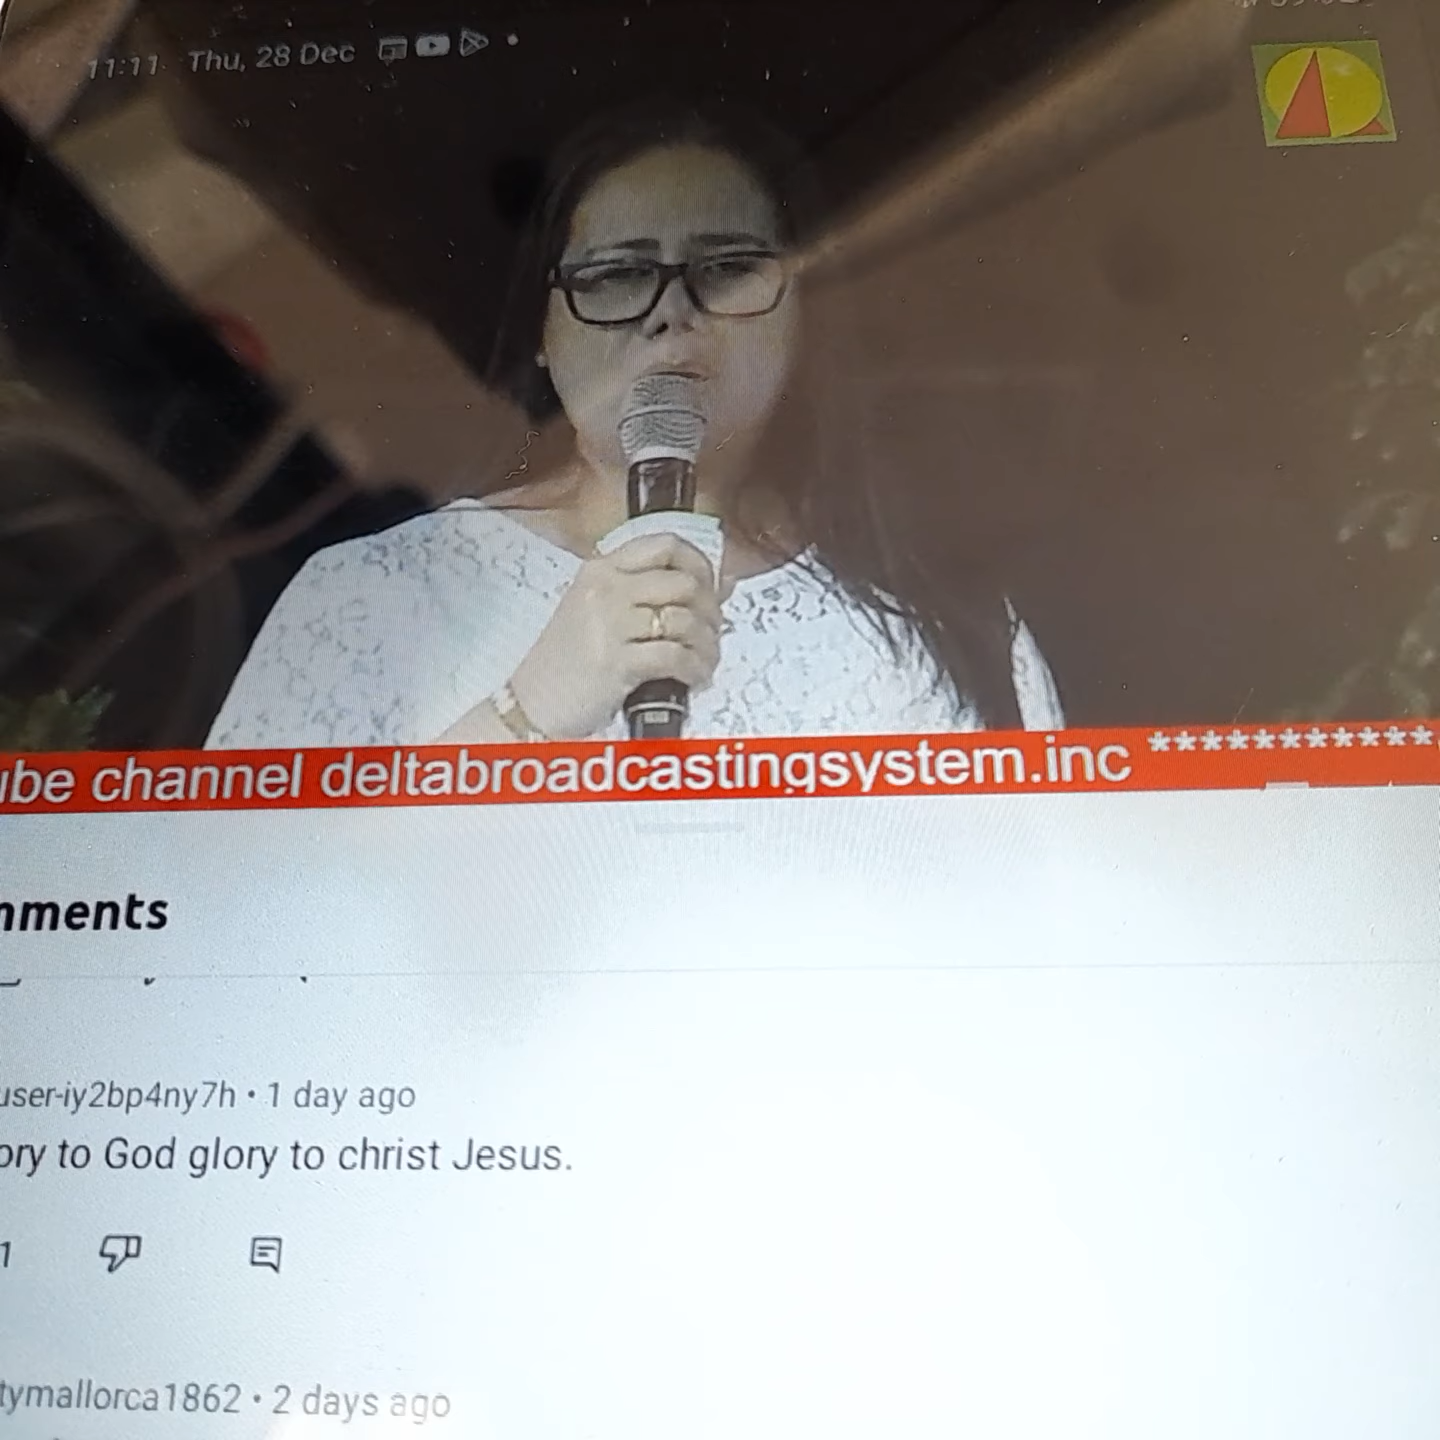 11:11 Thu, 28 Dec
ube channel deltabroadcastingsystem.inc ***********
mments
user-iy2bp4ny7h • 1 day ago
ory to God glory to christ Jesus.
1
tymallorca1862 • 2 days ago